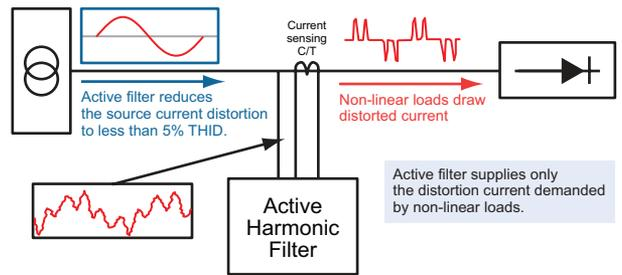 Current
sensing
C/T
Active filter reduces
the source current distortion
to less than 5% THID.
Non-linear loads draw
distorted current
Active filter supplies only
the distortion current demanded
by non-linear loads.
Active
Harmonic
Filter